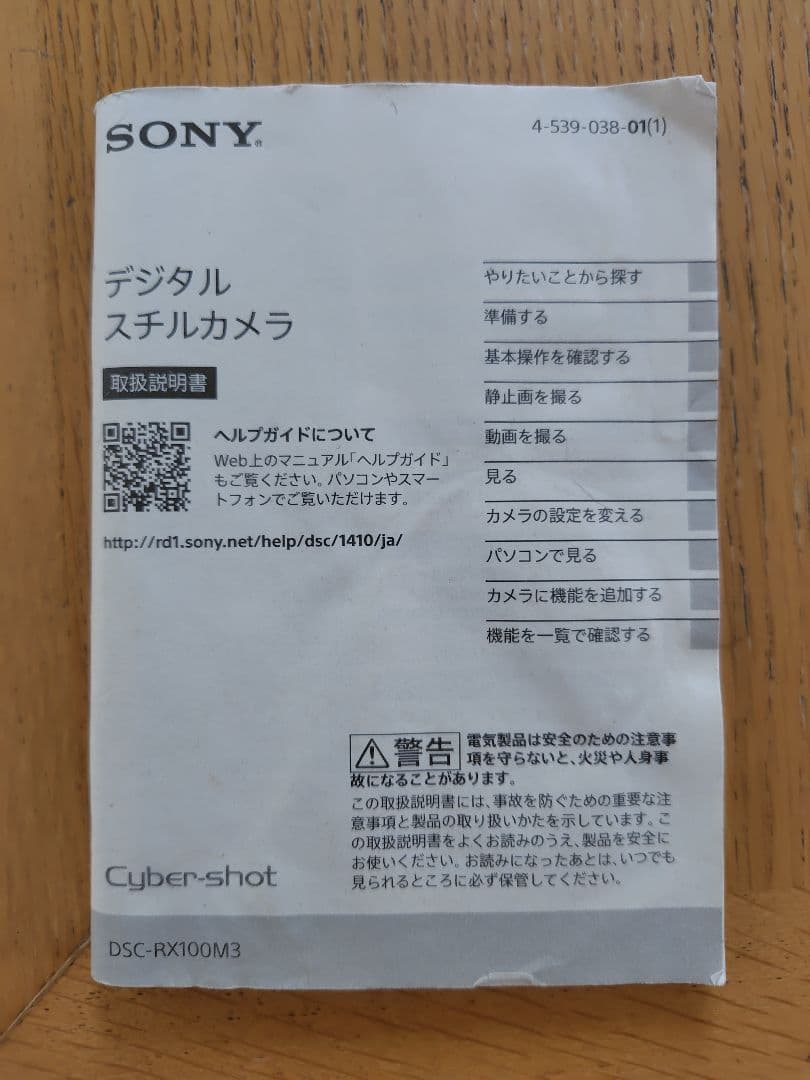 SONY®
4-539-038-01(1)
デジタル
スチルカメラ
取扱説明書
ヘルプガイドについて
Web上のマニュアル「ヘルプガイド」
もご覧ください。パソコンやスマー
トフォンでご覧いただけます。
http://rd1.sony.net/help/dsc/1410/ja/
やりたいことから探す
準備する
基本操作を確認する
静止画を撮る
動画を撮る
見る
カメラの設定を変える
パソコンで見る
カメラに機能を追加する
機能を一覧で確認する
警告 電気製品は安全のための注意事
項を守らないと、火災や人身事
故になることがあります。
この取扱説明書には、事故を防ぐための重要な注
意事項と製品の取り扱いかたを示しています。こ
の取扱説明書をよくお読みのうえ、製品を安全に
お使いください。お読みになったあとは、いつでも
見られるところに必ず保管してください。
Cyber-shot
DSC-RX100M3